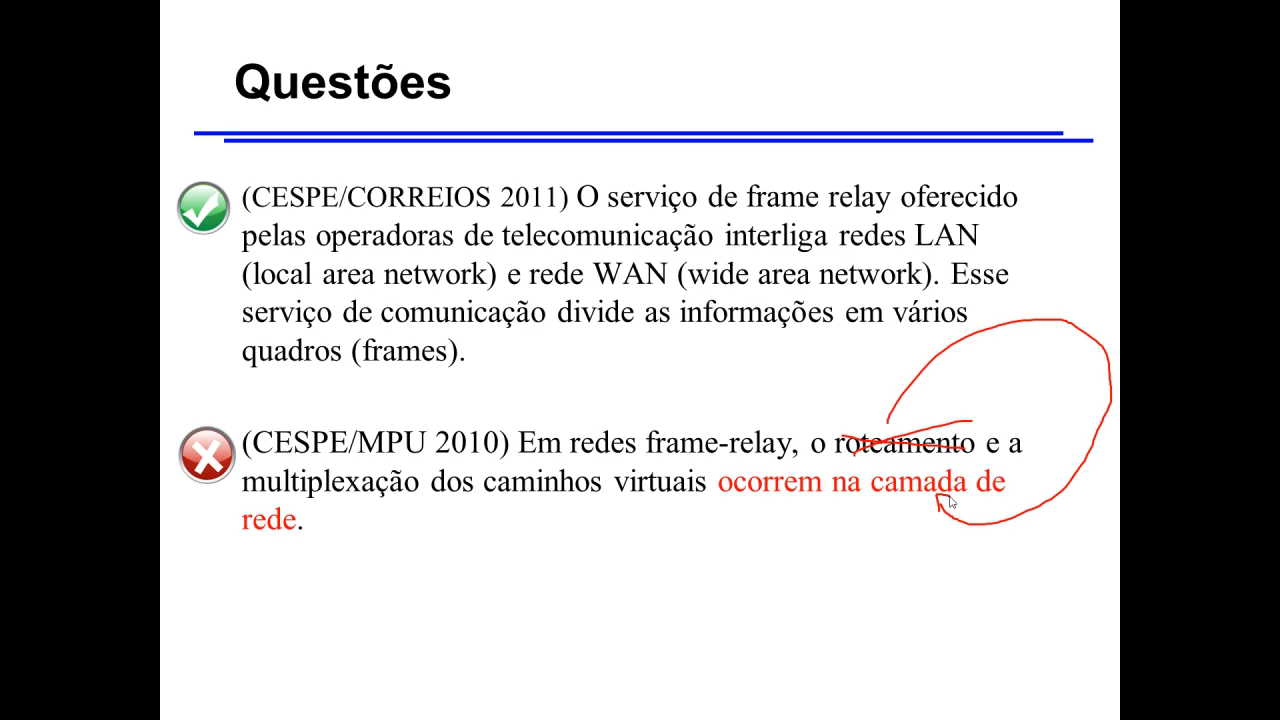 Questões
(CESPE/CORREIOS 2011) O serviço de frame relay oferecido
pelas operadoras de telecomunicação interliga redes LAN
(local area network) e rede WAN (wide area network). Esse
serviço de comunicação divide as informações em vários
quadros (frames).
(CESPE/MPU 2010) Em redes frame-relay, o roteamento e a
multiplexação dos caminhos virtuais ocorrem na camada de
rede.